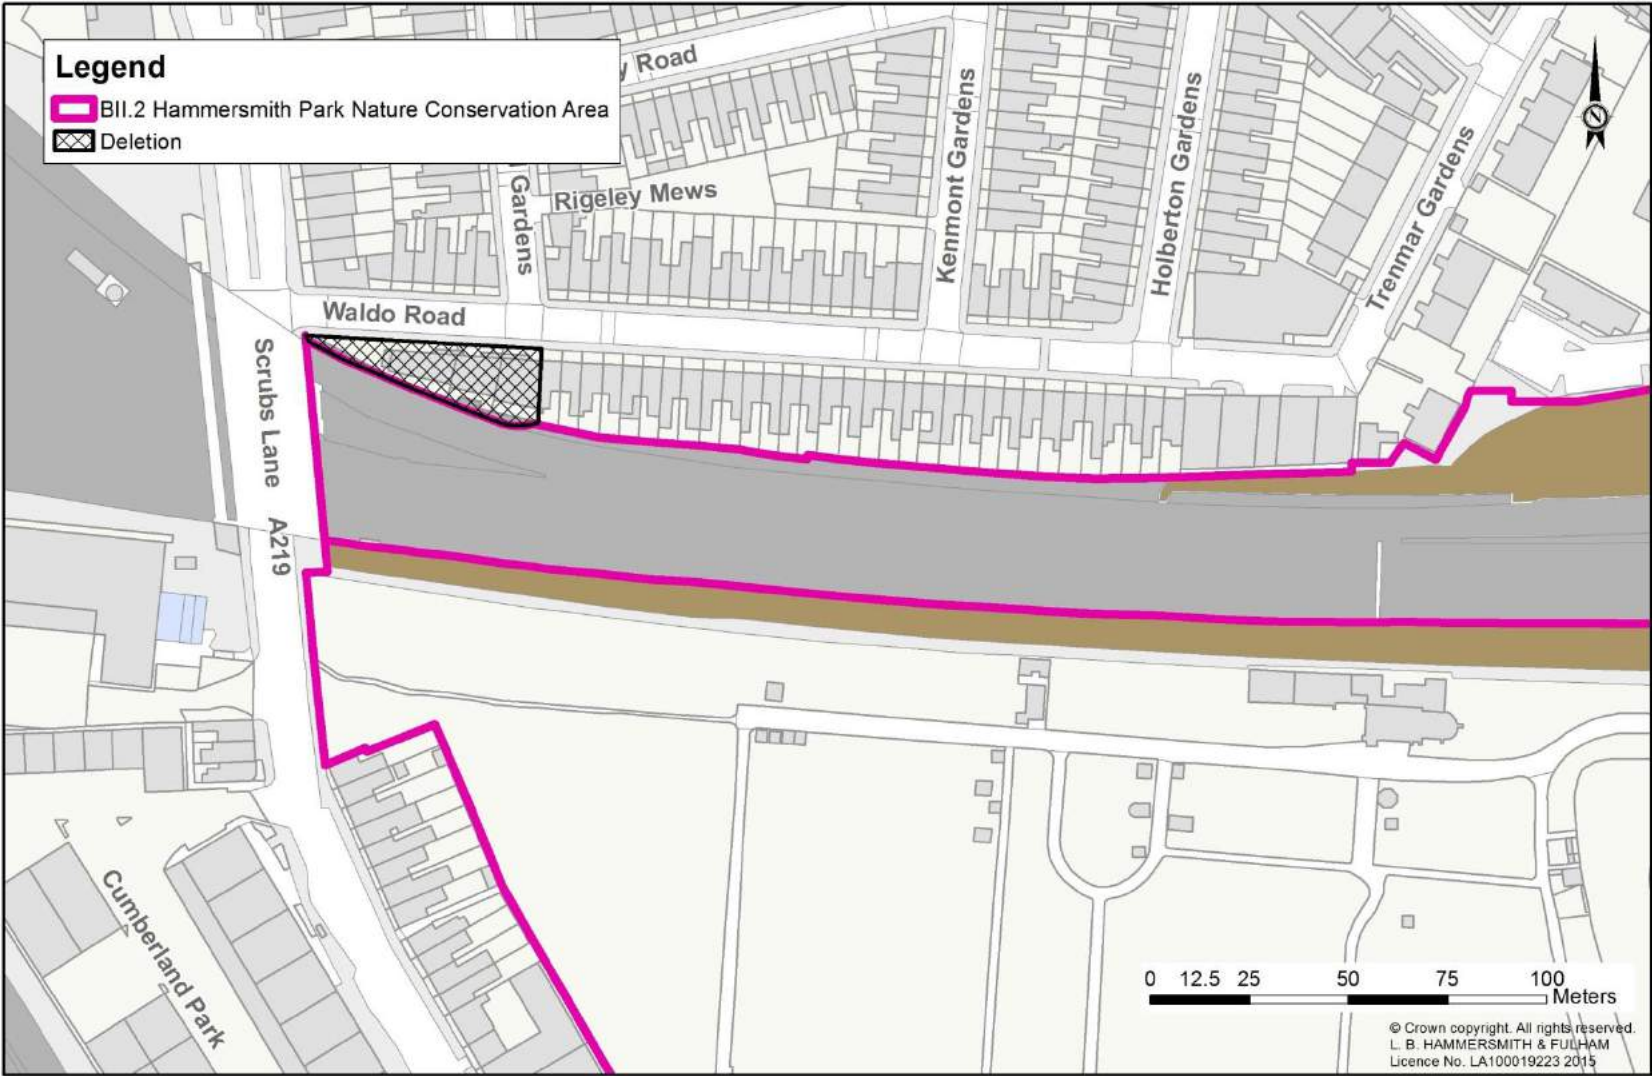 Legend
BII.2 Hammersmith Park Nature Conservation Area
Deletion
Road
Gardens
Rigeley Mews
Kenmont Gardens
Holberton Gardens
Trenmar Gardens
Waldo Road
Scrubs Lane A219
Cumberland Park
0 12.5 25 50 75 100
Meters
© Crown copyright. All rights reserved.
L. B. HAMMERSMITH & FULHAM
Licence No. LA100019223 2015